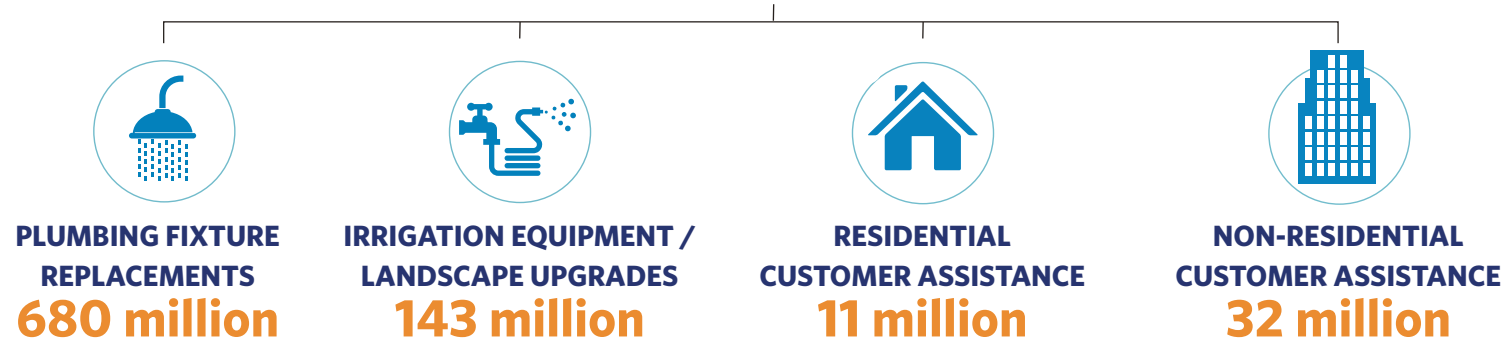 PLUMBING FIXTURE
REPLACEMENTS
680 million
IRRIGATION EQUIPMENT /
LANDSCAPE UPGRADES
143 million
RESIDENTIAL
CUSTOMER ASSISTANCE
11 million
NON-RESIDENTIAL
CUSTOMER ASSISTANCE
32 million